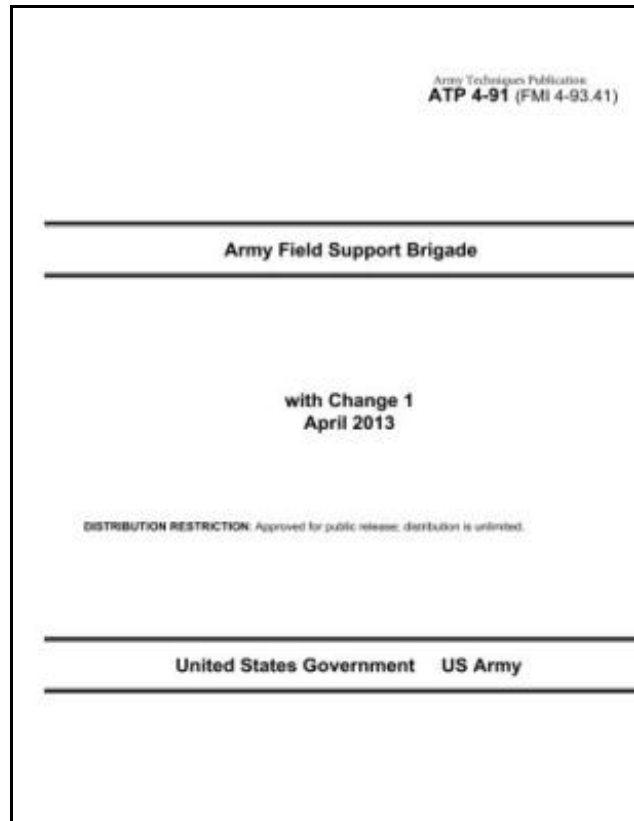 Army Techniques Publication
ATP 4-91 (FMI 4-93.41)
Army Field Support Brigade
with Change 1
April 2013
DISTRIBUTION RESTRICTION: Approved for public release; distribution is unlimited.
United States Government US Army